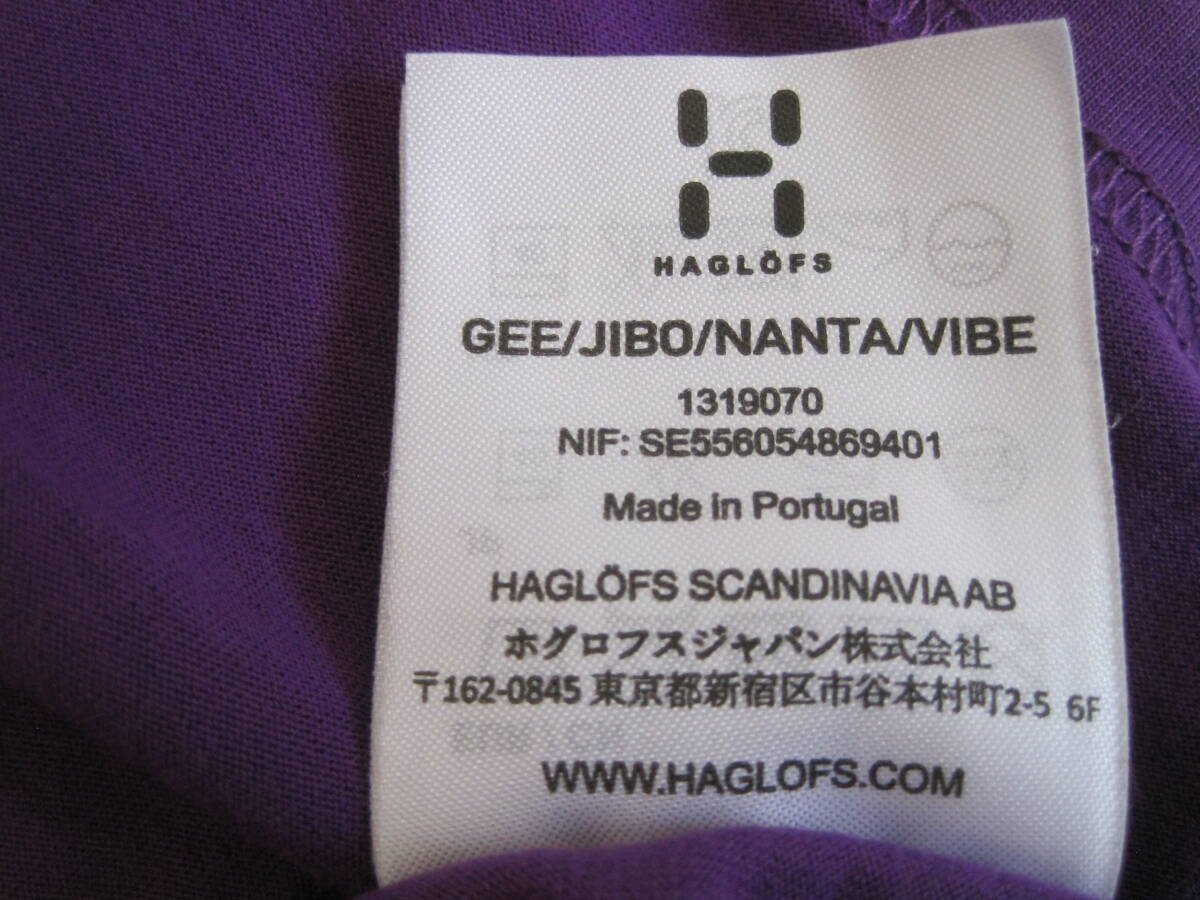 HAGLÖFS
GEE/JIBO/NANTA/VIBE
1319070
NIF: SE556054869401
Made in Portugal
HAGLÖFS SCANDINAVIA AB
ホグロフスジャパン株式会社
〒162-0845 東京都新宿区市谷本村町2-5 6F
WWW.HAGLOFS.COM